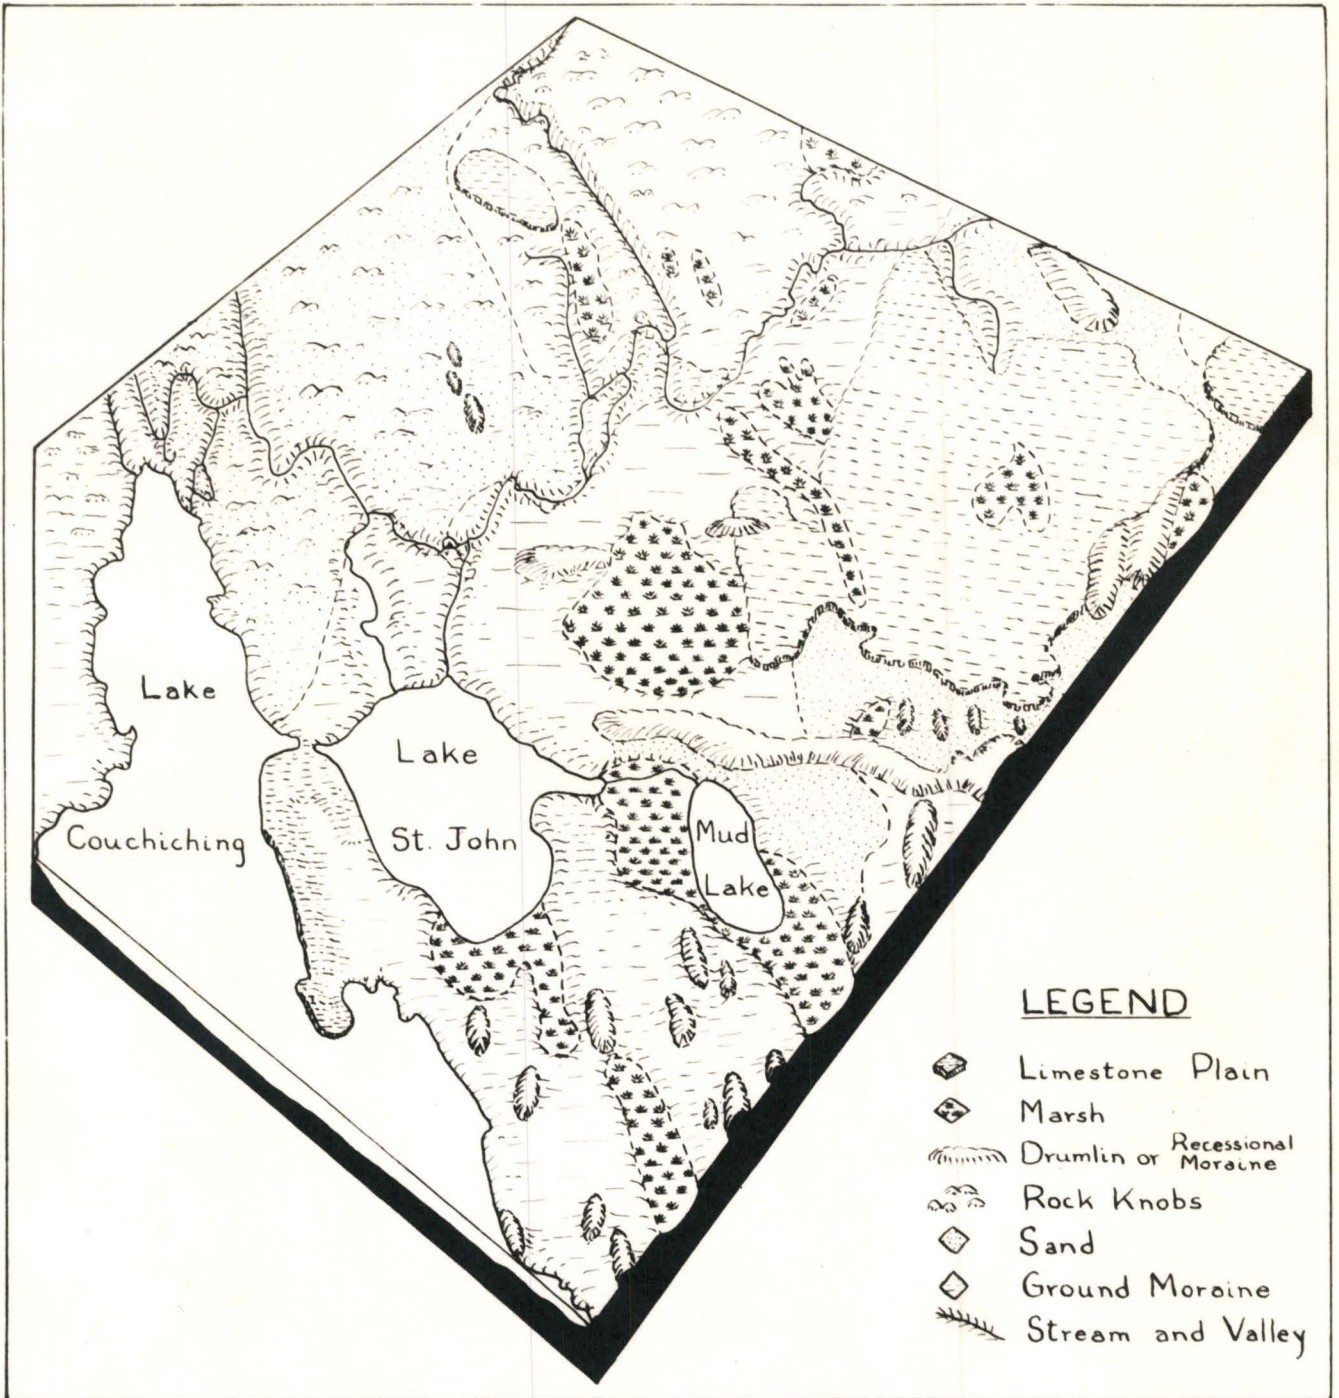 Lake
Couchiching
Lake
St. John
Mud
Lake
LEGEND
Limestone Plain
Marsh
Drumlin or Recessional Moraine
Rock Knobs
Sand
Ground Moraine
Stream and Valley